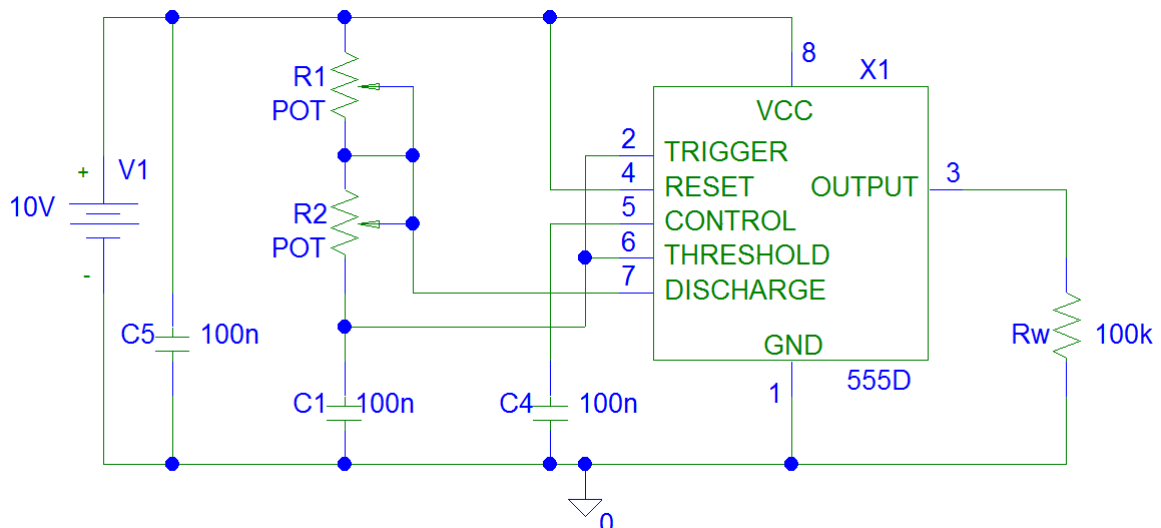 8
X1
R1
POT
VCC
2
TRIGGER
+
V1
4
RESET
OUTPUT
3
10V
R2
POT
5
CONTROL
6
THRESHOLD
-
7
DISCHARGE
C5
100n
GND
Rw
100k
1
555D
C1
100n
C4
100n
0